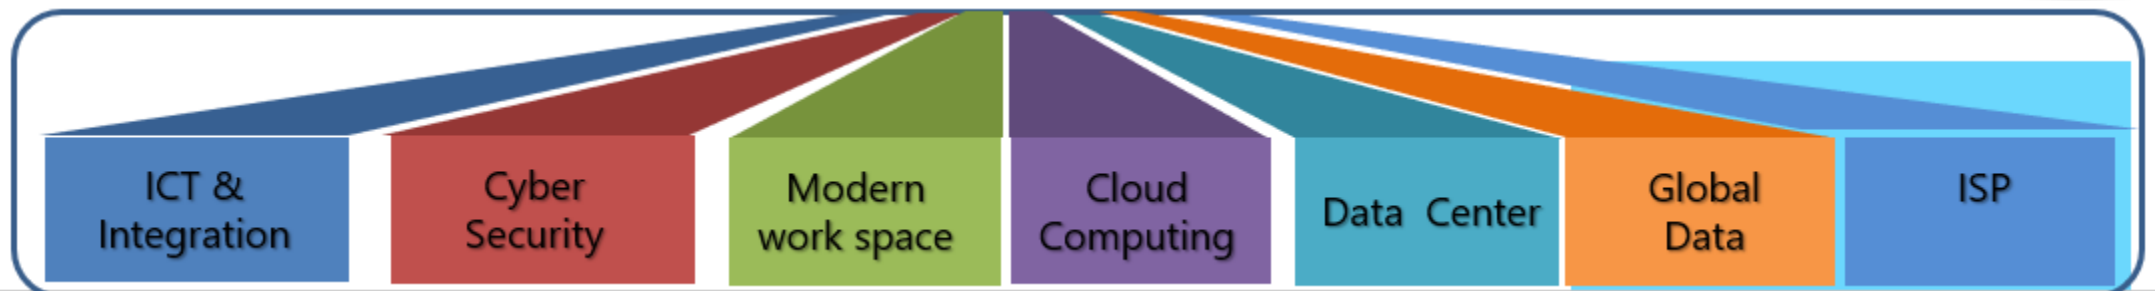 ICT &
Integration
Cyber
Security
Modern
work space
Cloud
Computing
Data  Center
Global
Data
ISP